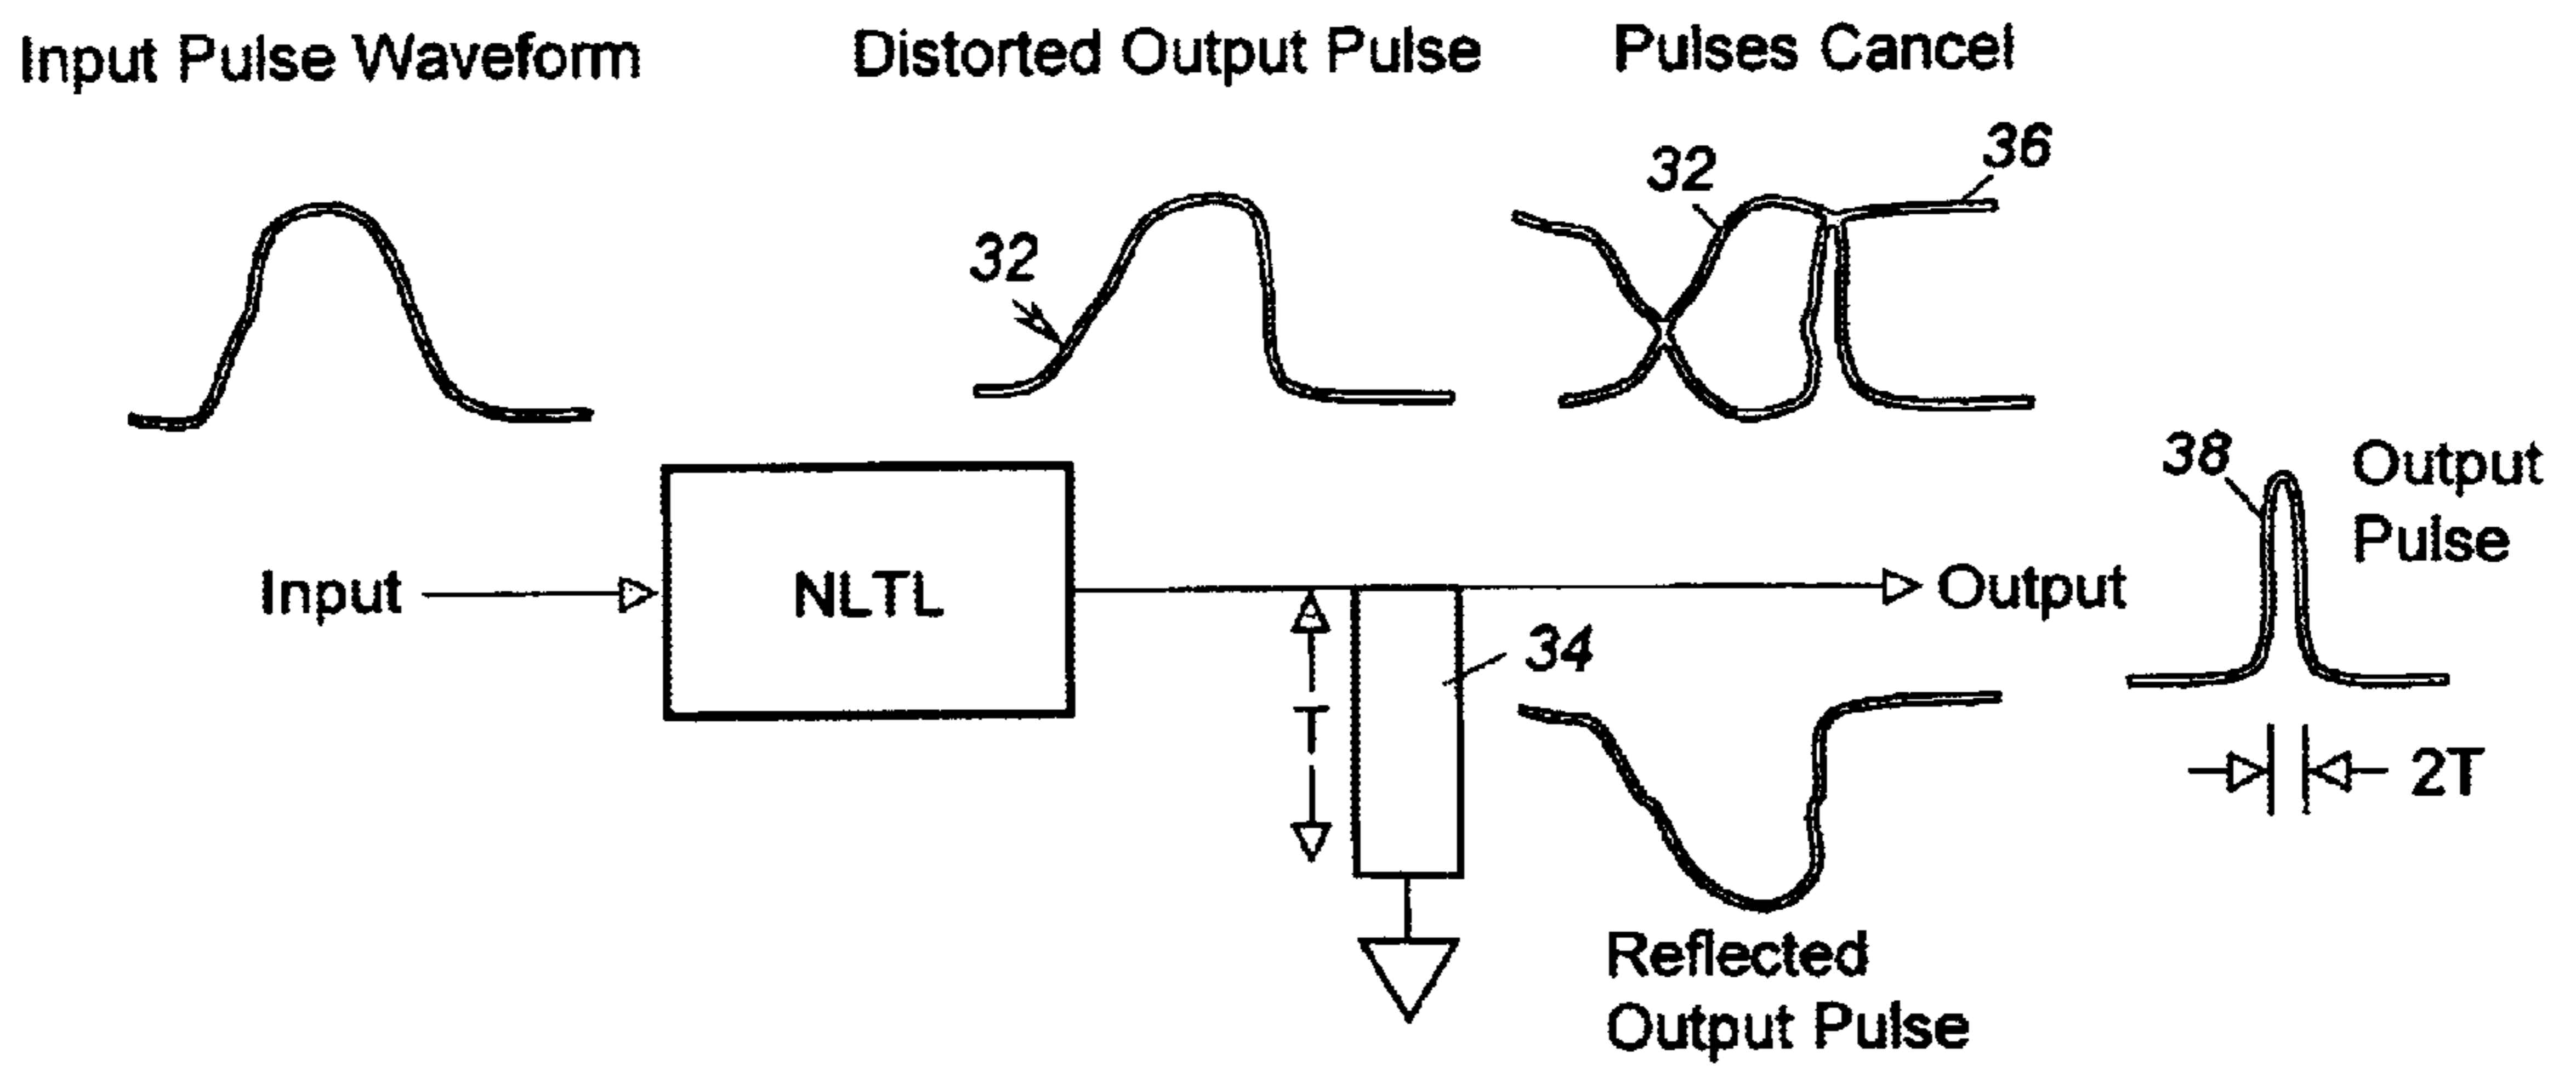 Input Pulse Waveform
Distorted Output Pulse
Pulses Cancel
32
32
36
38
Output
Pulse
Input
NLTL
Output
T
34
2T
Reflected
Output Pulse